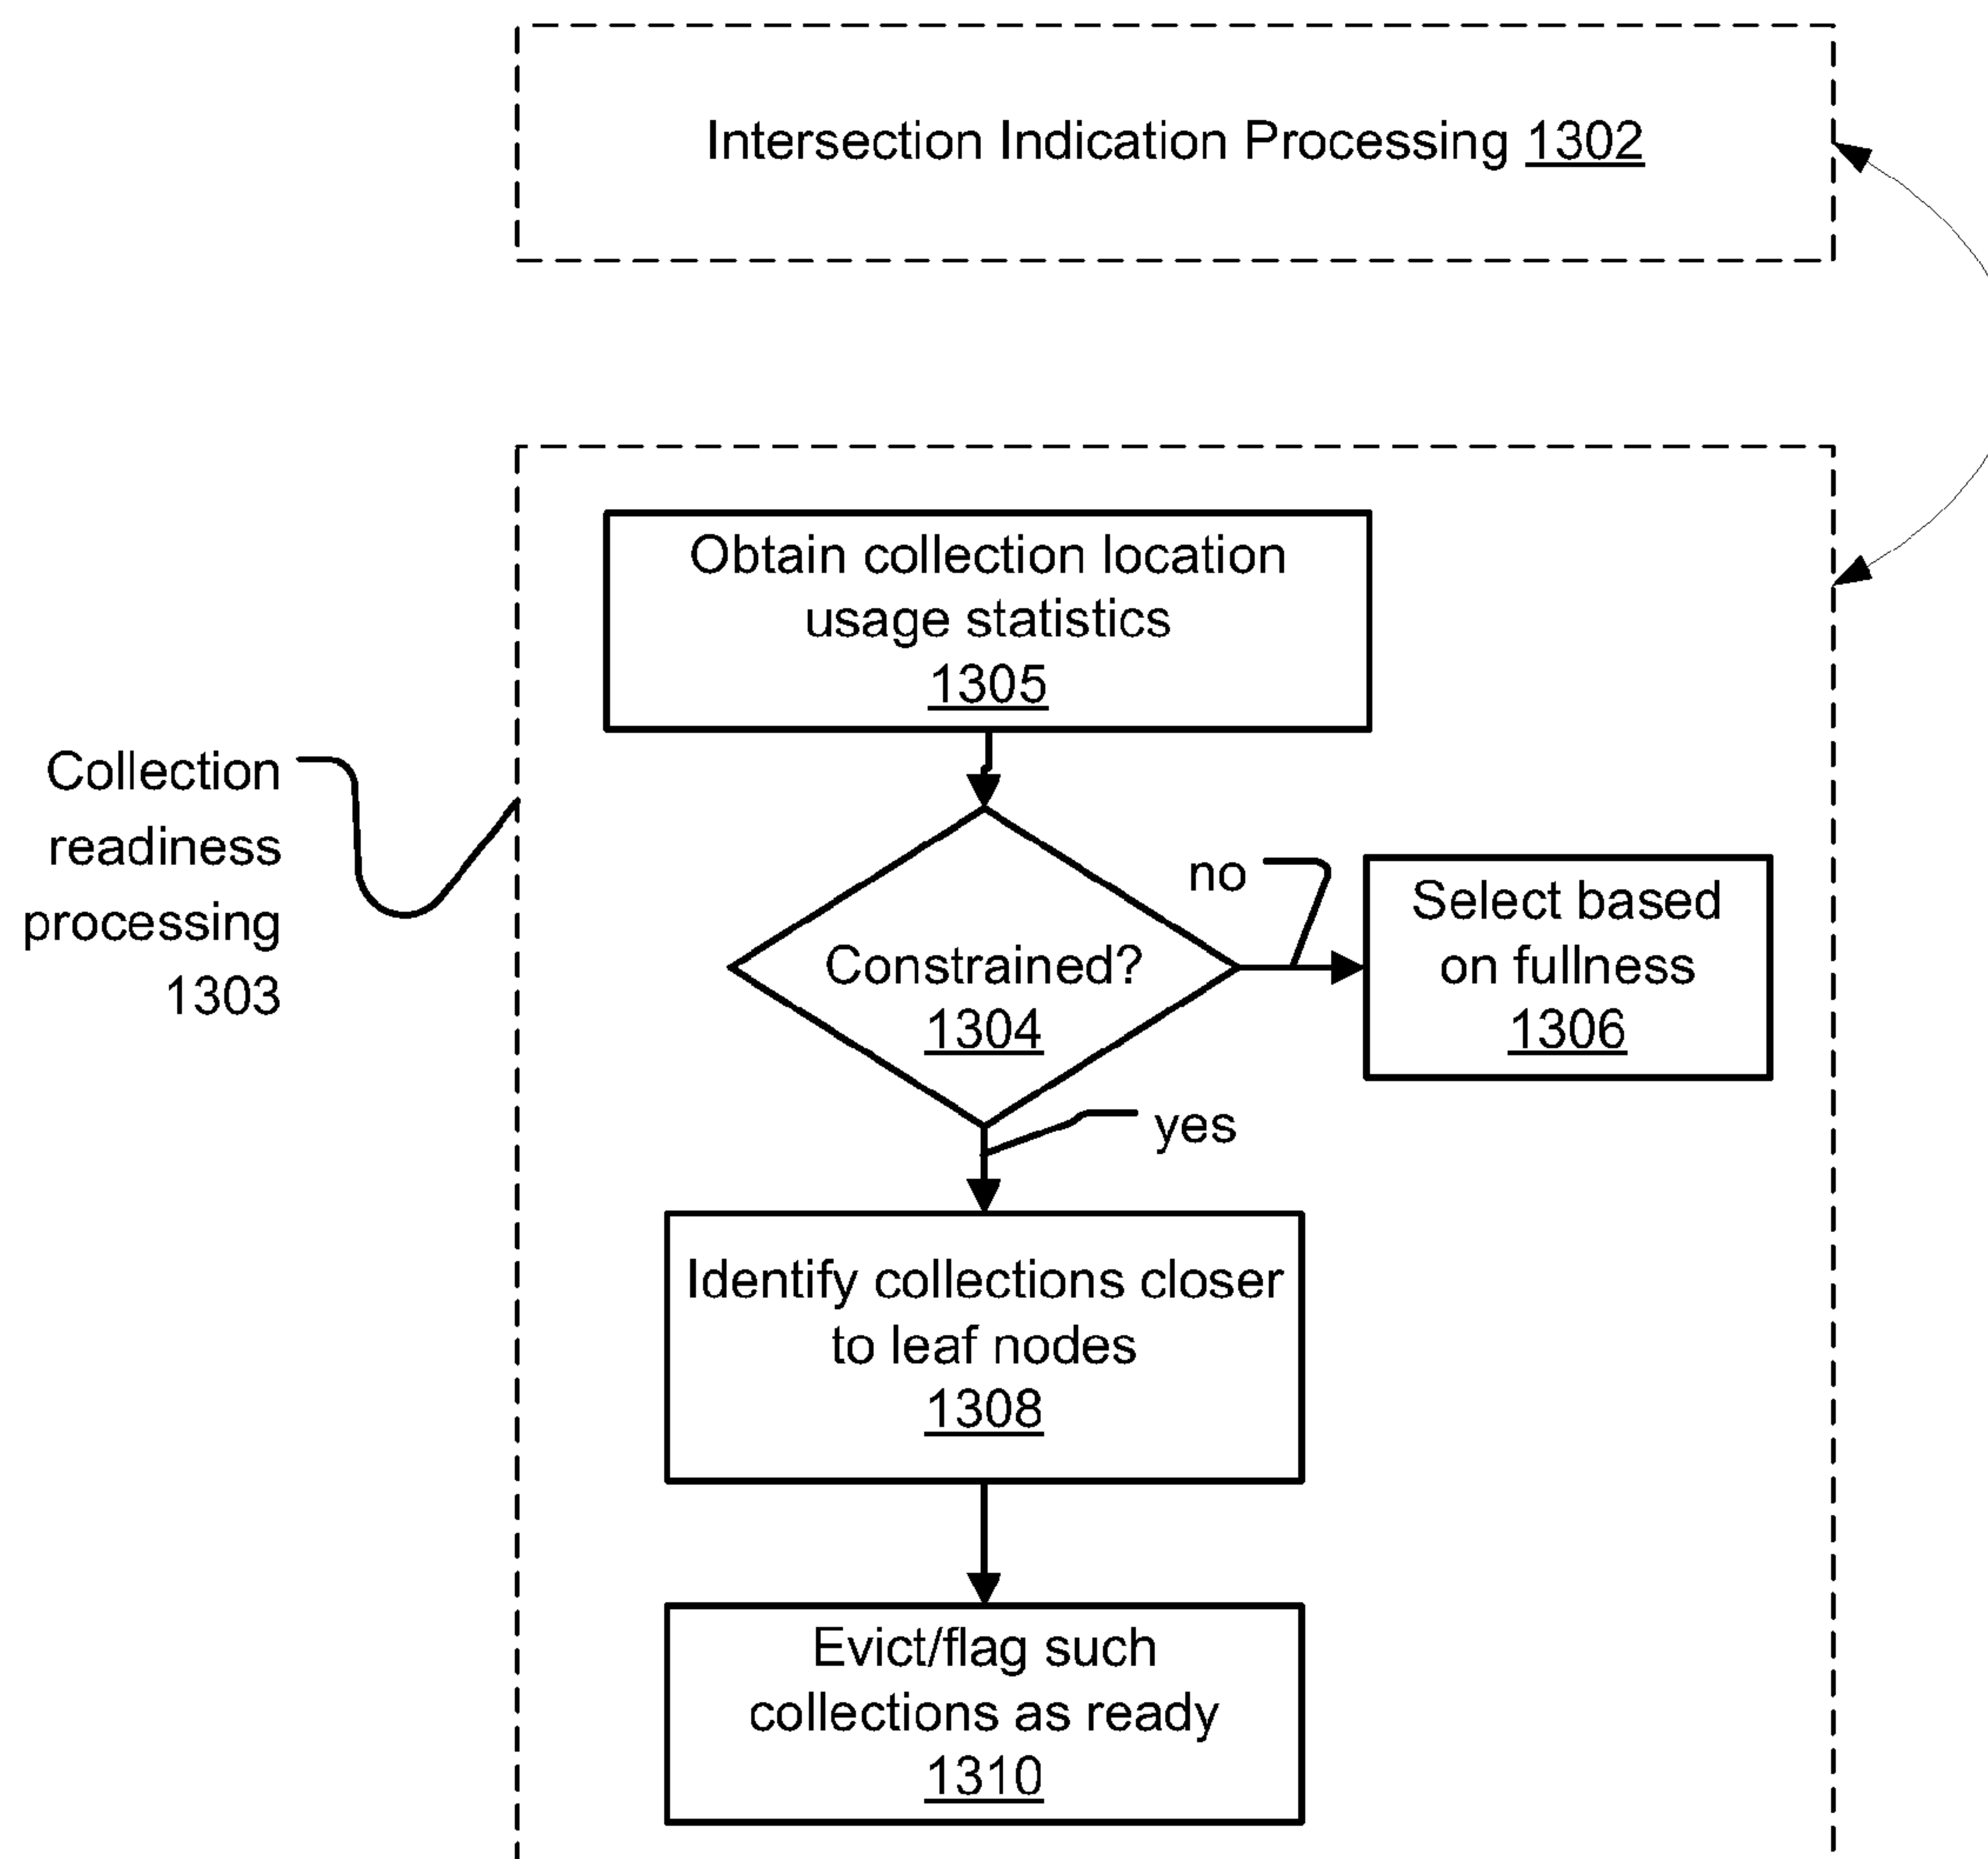 Intersection Indication Processing 1302
Obtain collection location
usage statistics
1305
Collection
readiness
processing
1303
no
Constrained?
1304
Select based
on fullness
1306
yes
Identify collections closer
to leaf nodes
1308
Evict/flag such
collections as ready
1310